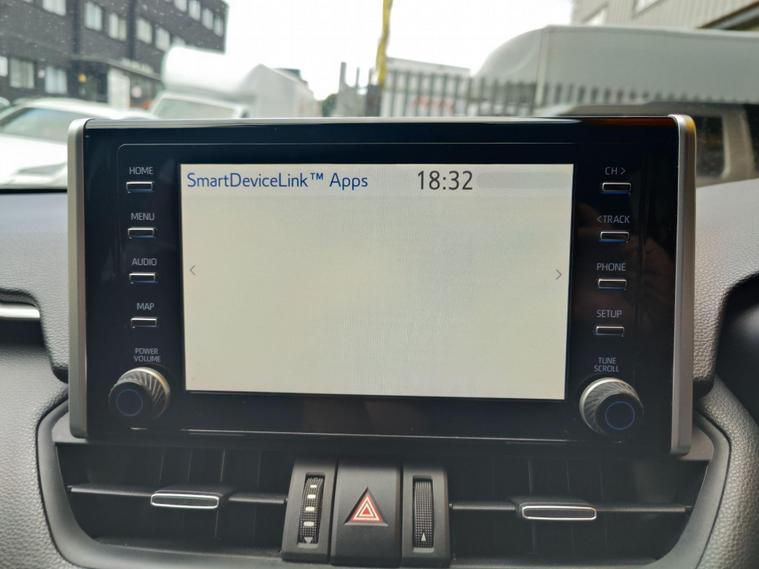 SmartDeviceLink™ Apps 18:32
HOME
MENU
AUDIO
MAP
POWER
VOLUME
CH >
<TRACK
PHONE
SETUP
TUNE
SCROLL